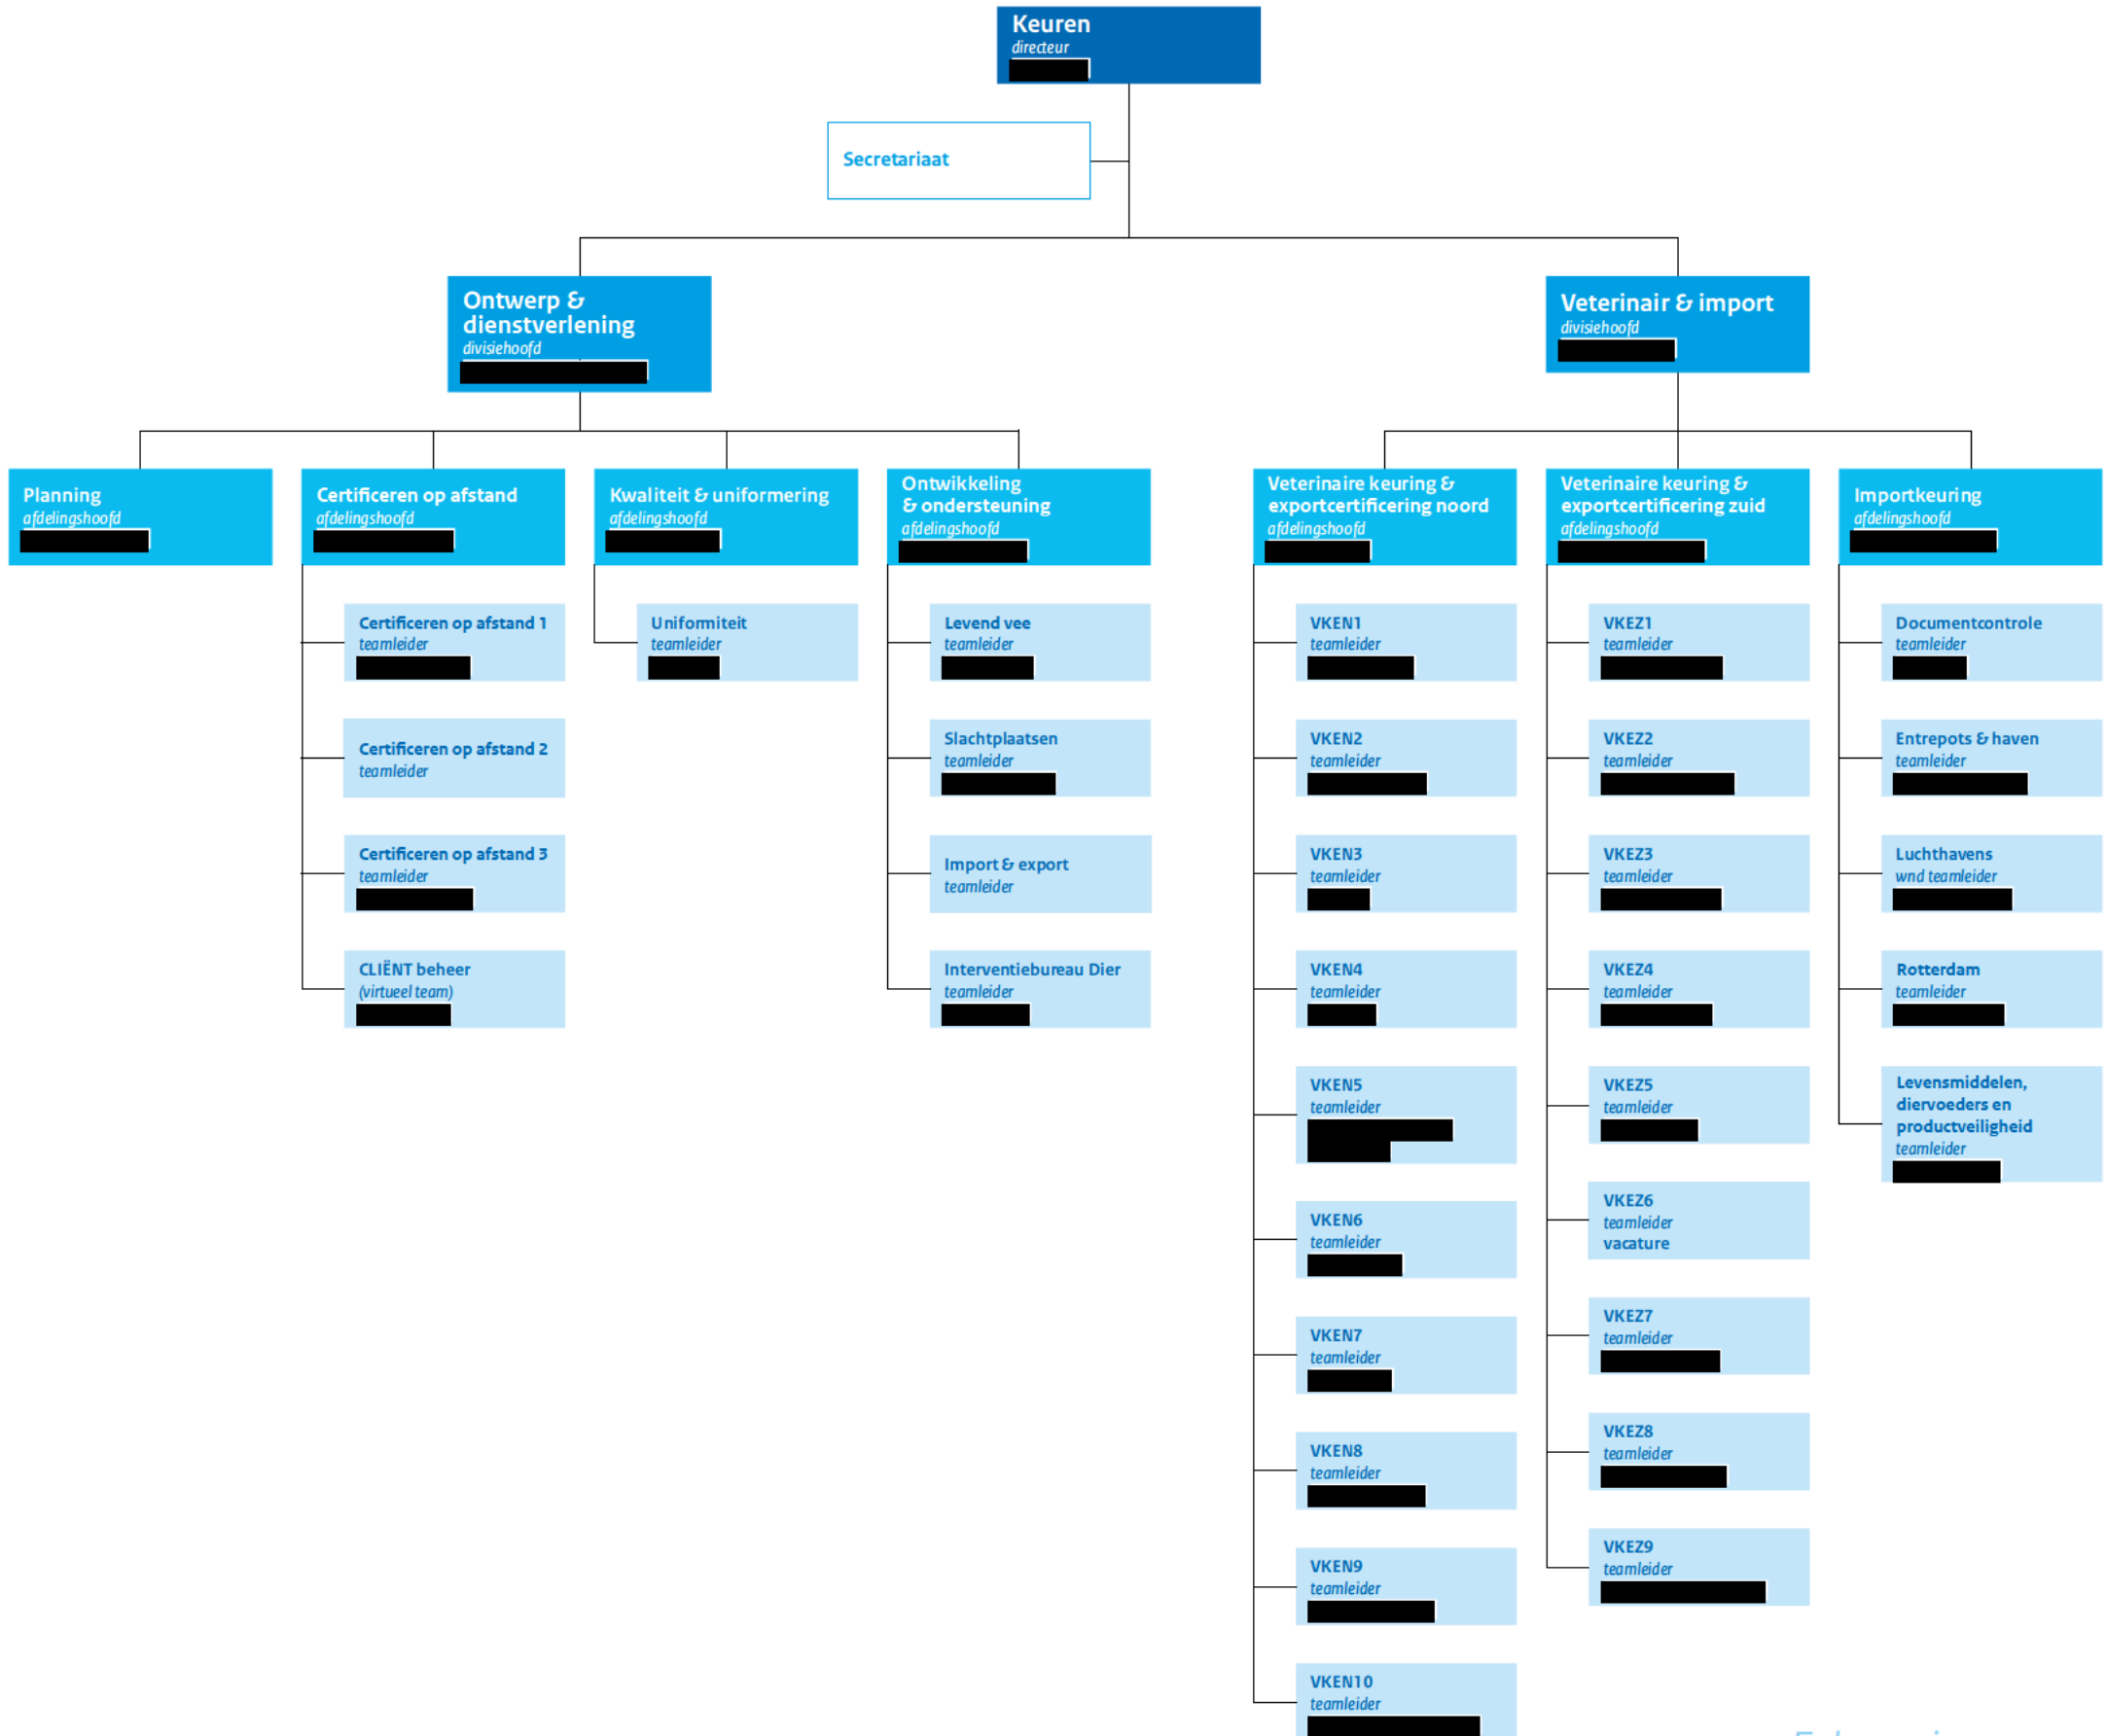 Keuren
directeur
Secretariaat
Ontwerp &
dienstverlening
divisiehoofd
Veterinair & import
divisiehoofd
Planning
afdelingshoofd
Certificeren op afstand
afdelingshoofd
Kwaliteit & uniformering
afdelingshoofd
Ontwikkeling
& ondersteuning
afdelingshoofd
Veterinaire keuring &
exportcertificering noord
afdelingshoofd
Veterinaire keuring &
exportcertificering zuid
afdelingshoofd
Importkeuring
afdelingshoofd
Certificeren op afstand 1
teamleider
Certificeren op afstand 2
teamleider
Certificeren op afstand 3
teamleider
CLIËNT beheer
(virtueel team)
Uniformiteit
teamleider
Levend vee
teamleider
Slachtplaatsen
teamleider
Import & export
teamleider
Interventiebureau Dier
teamleider
VKEN1
teamleider
VKEN2
teamleider
VKEN3
teamleider
VKEN4
teamleider
VKEN5
teamleider
VKEN6
teamleider
VKEN7
teamleider
VKEN8
teamleider
VKEN9
teamleider
VKEN10
teamleider
VKEZ1
teamleider
VKEZ2
teamleider
VKEZ3
teamleider
VKEZ4
teamleider
VKEZ5
teamleider
VKEZ6
teamleider
vacature
VKEZ7
teamleider
VKEZ8
teamleider
VKEZ9
teamleider
Documentcontrole
teamleider
Entrepots & haven
teamleider
Luchthavens
wnd teamleider
Rotterdam
teamleider
Levensmiddelen,
diervoeders en
productveiligheid
teamleider